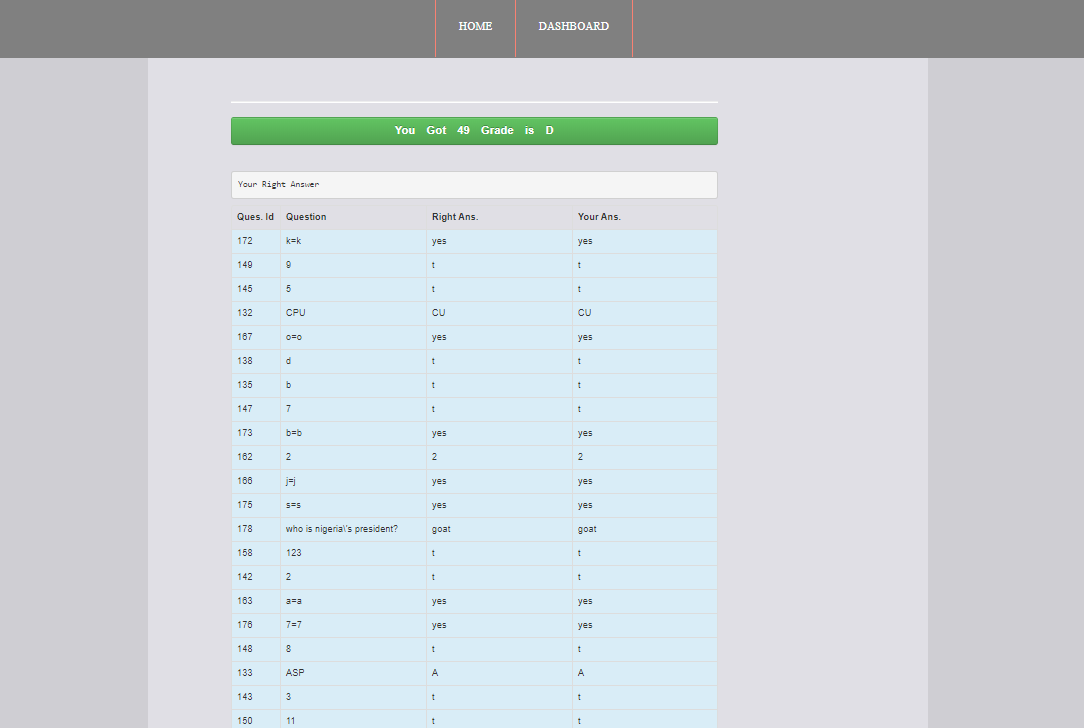 HOME DASHBOARD
You Got 49 Grade is D
Your Right Answer
Ques. Id Question Right Ans. Your Ans.
172 k=k yes yes
149 9 t t
145 5 t t
132 CPU CU CU
167 o=o yes yes
138 d t t
135 b t t
147 7 t t
173 b=b yes yes
162 2 2 2
166 j=j yes yes
175 s=s yes yes
178 who is nigeria\'s president? goat goat
158 123 t t
142 2 t t
163 a=a yes yes
176 7=7 yes yes
148 8 t t
133 ASP A A
143 3 t t
150 11 t t